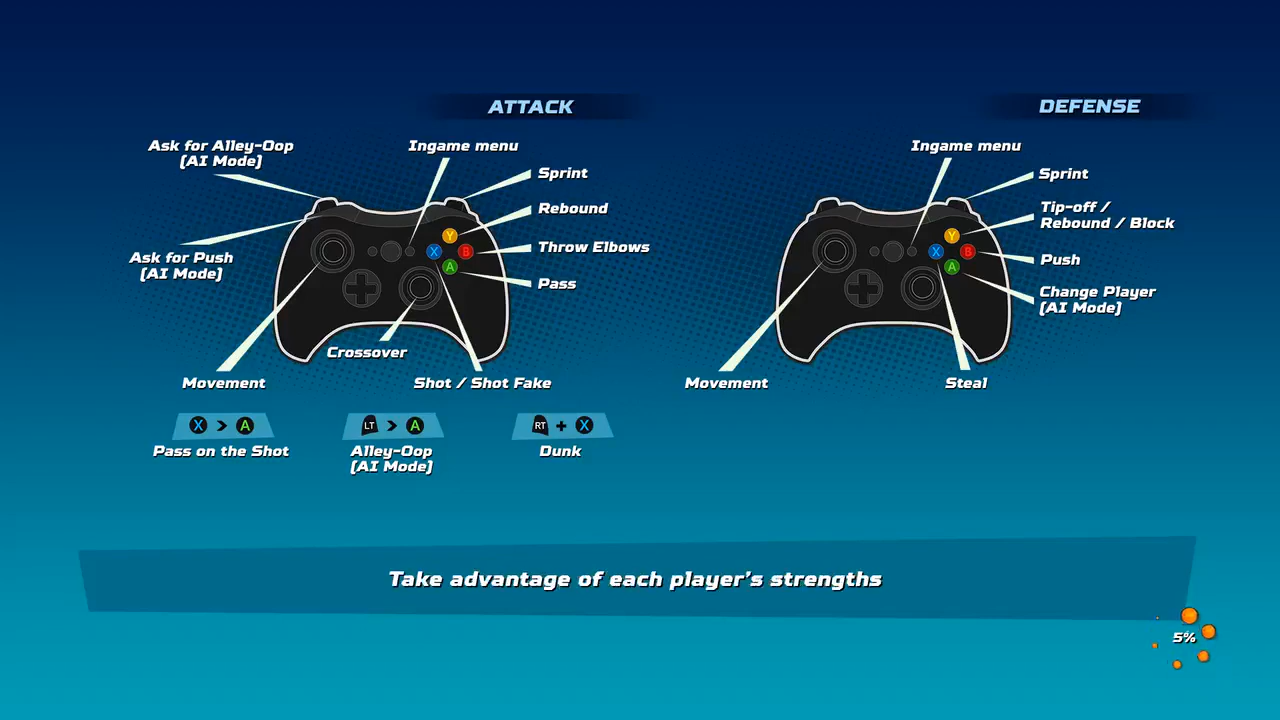 ATTACK
Ask for Alley-Oop
(AI Mode)
Ingame menu
Sprint
Rebound
Throw Elbows
Pass
Ask for Push
(AI Mode)
Y
X
B
A
Crossover
Movement
Shot / Shot Fake
X > A
Pass on the Shot
LT > A
Alley-Oop
(AI Mode)
RT + X
Dunk
DEFENSE
Ingame menu
Sprint
Tip-off /
Rebound / Block
Push
Change Player
(AI Mode)
Y
X
B
A
Movement
Steal
Take advantage of each player's strengths
5%